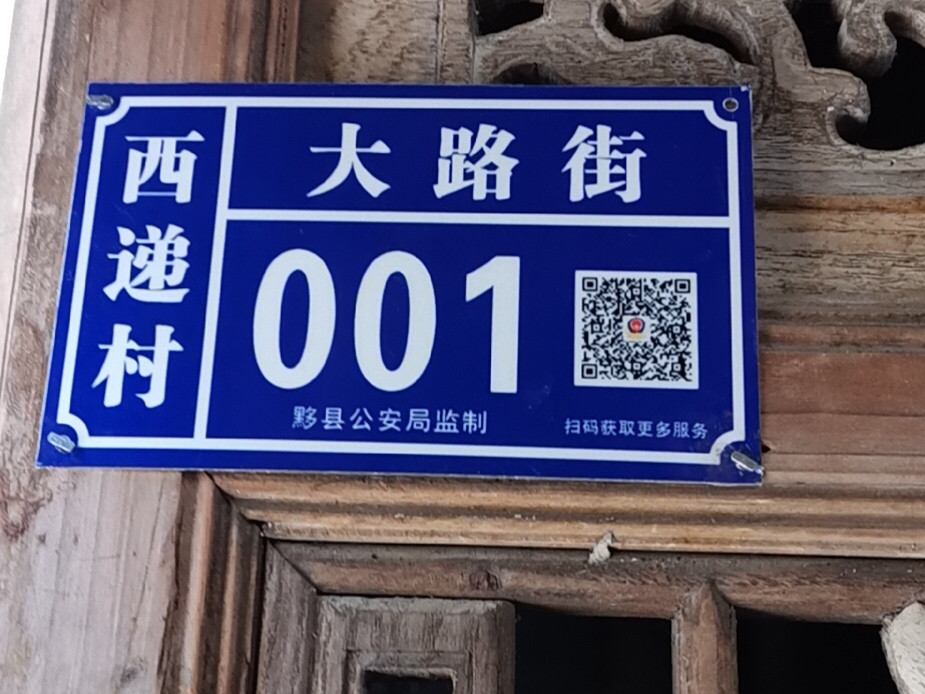 西递村
大路街
001
黟县公安局监制
扫码获取更多服务